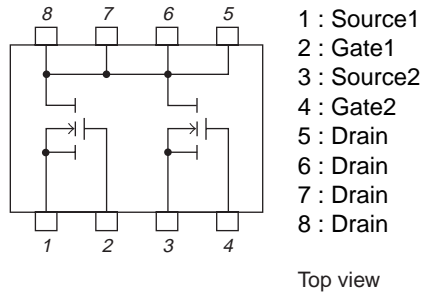 8 7 6 5
1 2 3 4
1 : Source1
2 : Gate1
3 : Source2
4 : Gate2
5 : Drain
6 : Drain
7 : Drain
8 : Drain
Top view